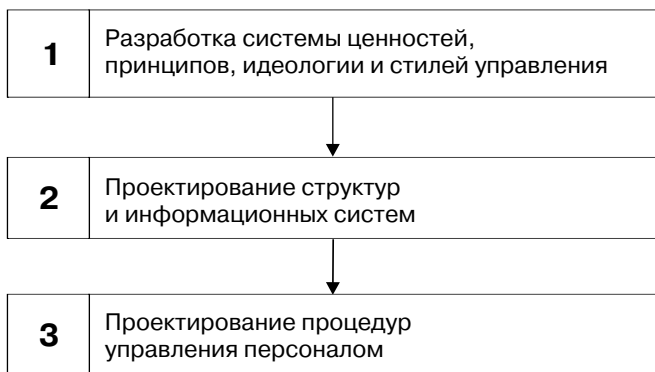 1
Разработка системы ценностей,
принципов, идеологии и стилей управления
2
Проектирование структур
и информационных систем
3
Проектирование процедур
управления персоналом